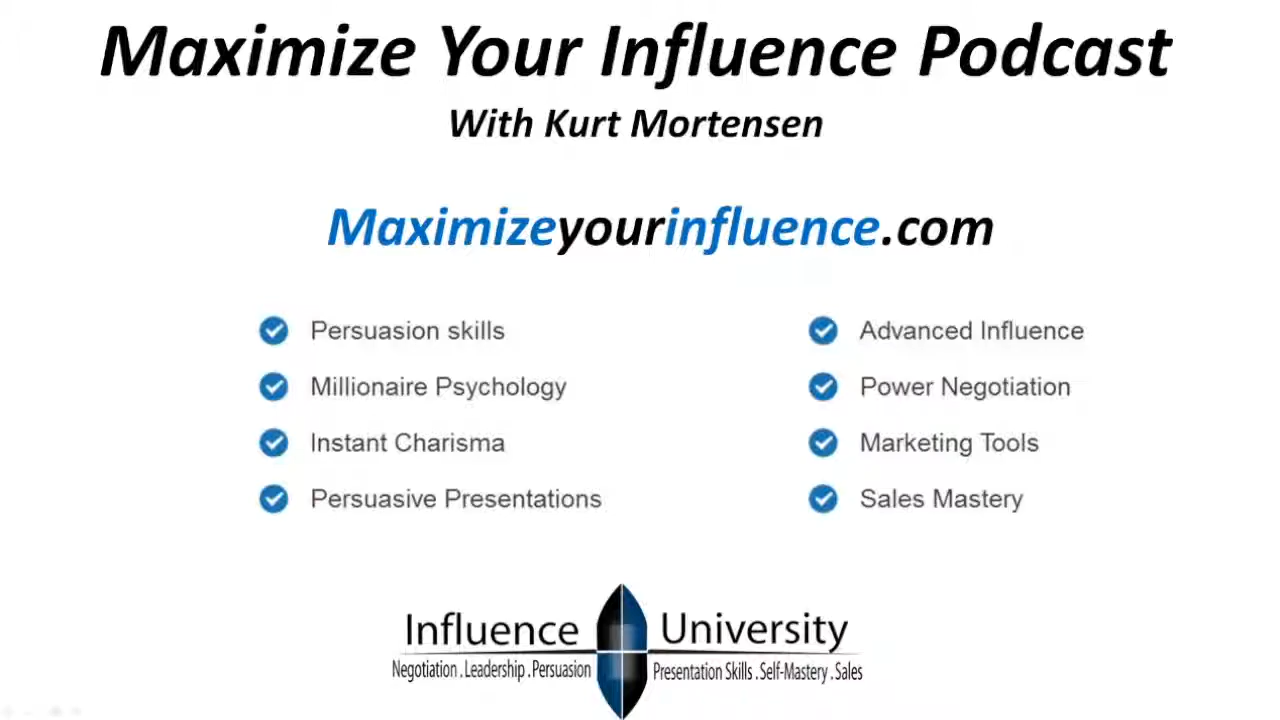 Maximize Your Influence Podcast
With Kurt Mortensen
Maximizeyourinfluence.com
Persuasion skills
Millionaire Psychology
Instant Charisma
Persuasive Presentations
Advanced Influence
Power Negotiation
Marketing Tools
Sales Mastery
Influence University
Negotiation . Leadership . Persuasion Presentation Skills . Self-Mastery . Sales